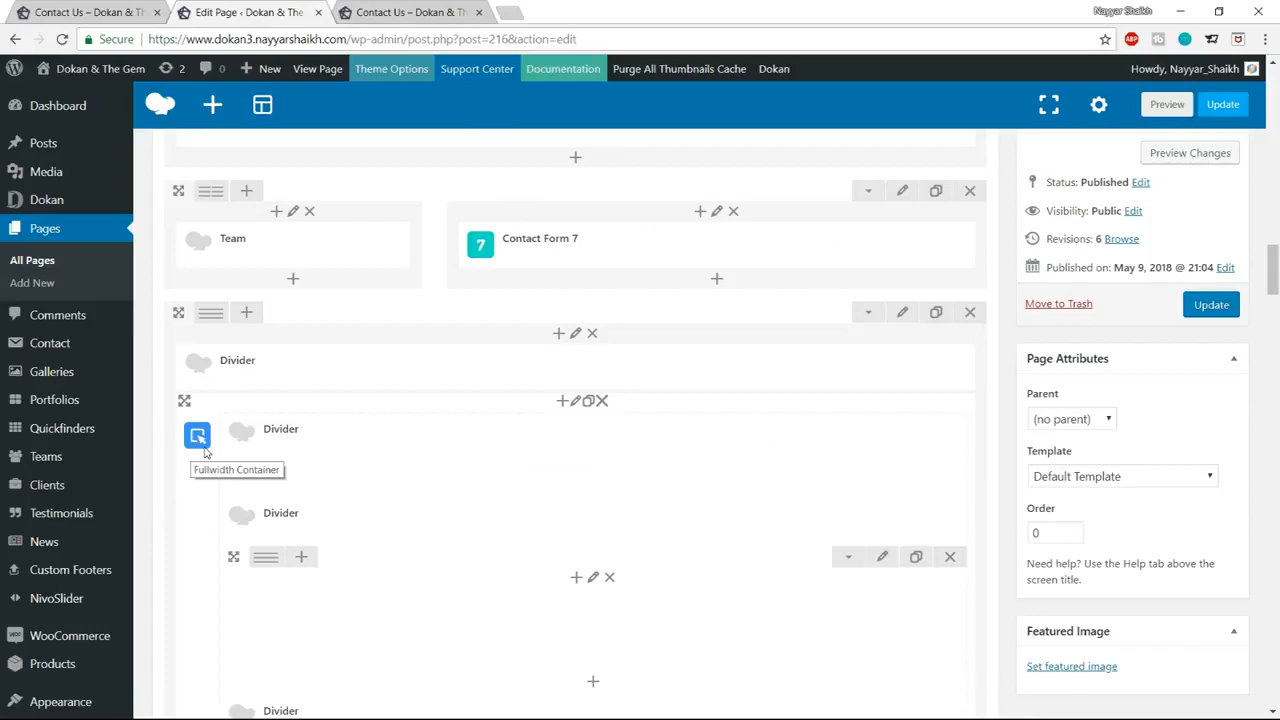 Contact Us – Dokan & The
Edit Page ‹ Dokan & The
Contact Us – Dokan & The
Nayyar Shaikh
Secure
https://www.dokan3.nayyarshaikh.com/wp-admin/post.php?post=216&action=edit
ABP
Dokan & The Gem
2
0
New
View Page
Theme Options
Support Center
Documentation
Purge All Thumbnails Cache
Dokan
Howdy, Nayyar_Shaikh
Dashboard
Posts
Media
Dokan
Pages
All Pages
Add New
Comments
Contact
Galleries
Portfolios
Quickfinders
Teams
Clients
Testimonials
News
Custom Footers
NivoSlider
WooCommerce
Products
Appearance
Preview
Update
Team
7
Contact Form 7
Divider
Divider
Fullwidth Container
Divider
Divider
Preview Changes
Status: Published Edit
Visibility: Public Edit
Revisions: 6 Browse
Published on: May 9, 2018 @ 21:04 Edit
Move to Trash
Update
Page Attributes
Parent
(no parent)
Template
Default Template
Order
0
Need help? Use the Help tab above the
screen title.
Featured Image
Set featured image